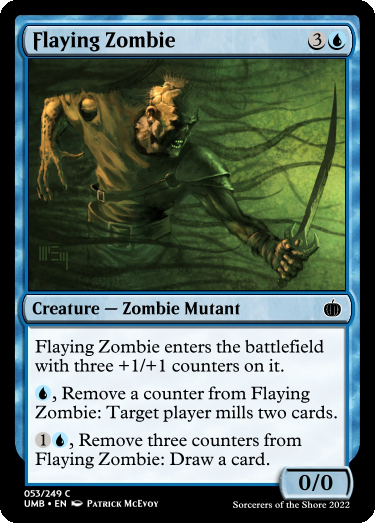 Flaying Zombie 3
Creature — Zombie Mutant
Flaying Zombie enters the battlefield
with three +1/+1 counters on it.
, Remove a counter from Flaying
Zombie: Target player mills two cards.
1, Remove three counters from
Flaying Zombie: Draw a card.
0/0
053/249 C
UMB • EN Patrick McEvoy
Sorcerers of the Shore 2022